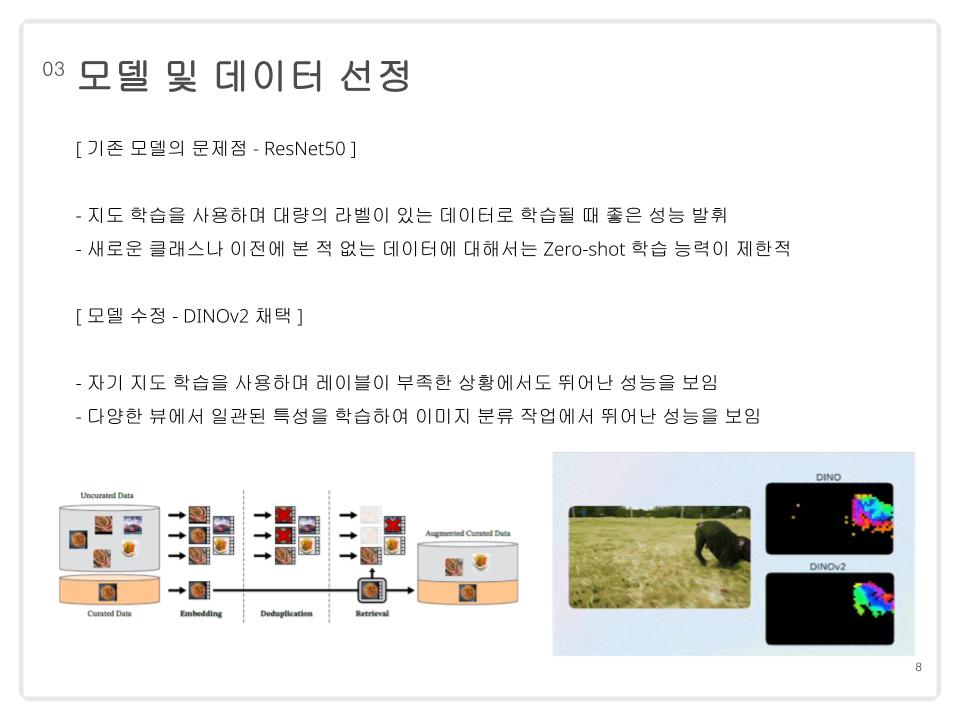 03 모델 및 데이터 선정
[ 기존 모델의 문제점 - ResNet50 ]
- 지도 학습을 사용하며 대량의 라벨이 있는 데이터로 학습될 때 좋은 성능 발휘
- 새로운 클래스나 이전에 본 적 없는 데이터에 대해서는 Zero-shot 학습 능력이 제한적
[ 모델 수정 - DINOv2 채택 ]
- 자기 지도 학습을 사용하며 레이블이 부족한 상황에서도 뛰어난 성능을 보임
- 다양한 뷰에서 일관된 특성을 학습하여 이미지 분류 작업에서 뛰어난 성능을 보임
Uncurated Data
Augmented Curated Data
Curated Data
Embedding
Deduplication
Retrieval
DINO
DINOv2
8